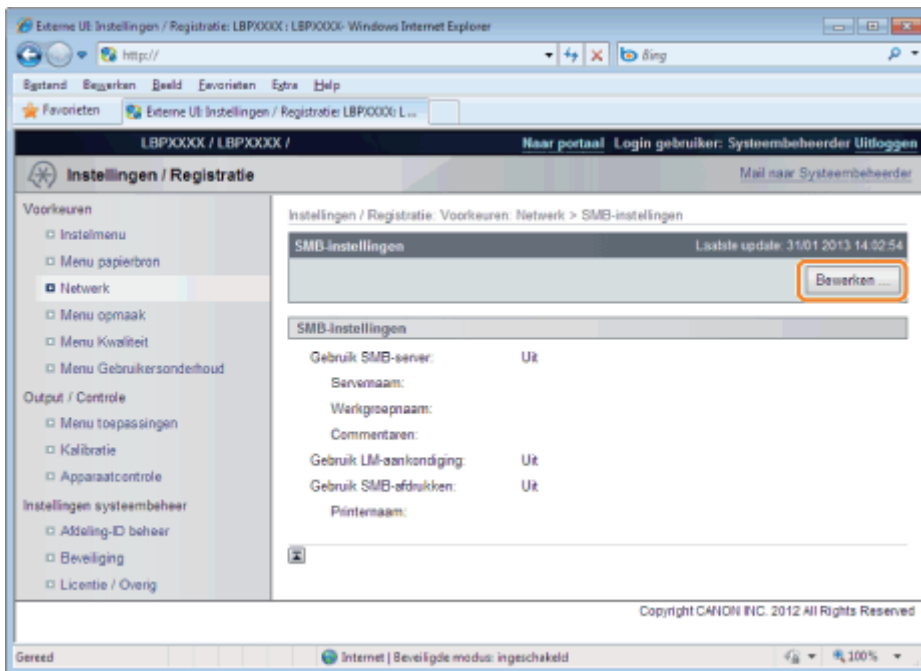 Externe UI: Instellingen / Registratie: LBPXXXX : LBPXXXX- Windows Internet Explorer
http://
Bing
Bestand Bewerken Beeld Favorieten Extra Help
Favorieten
Externe UI: Instellingen / Registratie: LBPXXXX: L...
LBPXXXX / LBPXXXX /
Naar portaal Login gebruiker: Systeembeheerder Uitloggen
Instellingen / Registratie
Mail naar Systeembeheerder
Voorkeuren
Instelmenu
Menu papierbron
Netwerk
Menu opmaak
Menu Kwaliteit
Menu Gebruikersonderhoud
Output / Controle
Menu toepassingen
Kalibratie
Apparaatcontrole
Instellingen systeembeheer
Afdeling-ID beheer
Beveiliging
Licentie / Overig
Instellingen / Registratie: Voorkeuren: Netwerk > SMB-instellingen
SMB-instellingen
Laatste update: 31/01 2013 14:02:54
Bewerken ...
SMB-instellingen
Gebruik SMB-server: Uit
Servernaam:
Werkgroepnaam:
Commentaren:
Gebruik LM-aankondiging: Uit
Gebruik SMB-afdrukken: Uit
Printernaam:
Copyright CANON INC. 2012 All Rights Reserved
Gereed
Internet | Beveiligde modus: ingeschakeld
100%